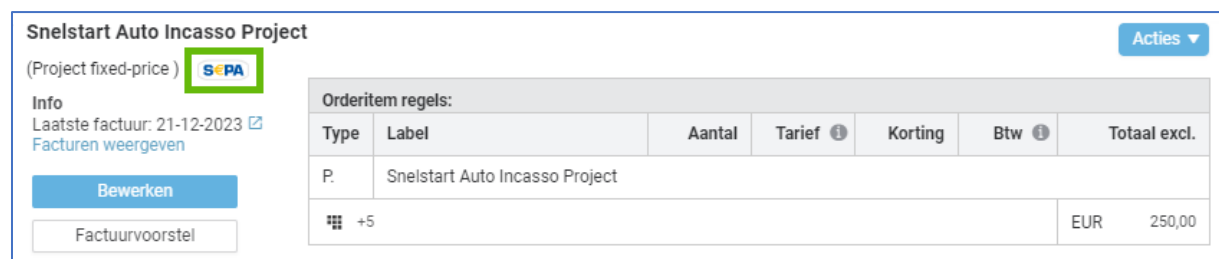 Snelstart Auto Incasso Project
Acties ▼
(Project fixed-price ) S€PA
Info
Laatste factuur: 21-12-2023
Facturen weergeven
Bewerken
Factuurvoorstel
Orderitem regels:
Type Label Aantal Tarief Korting Btw Totaal excl.
P. Snelstart Auto Incasso Project
+5 EUR 250,00